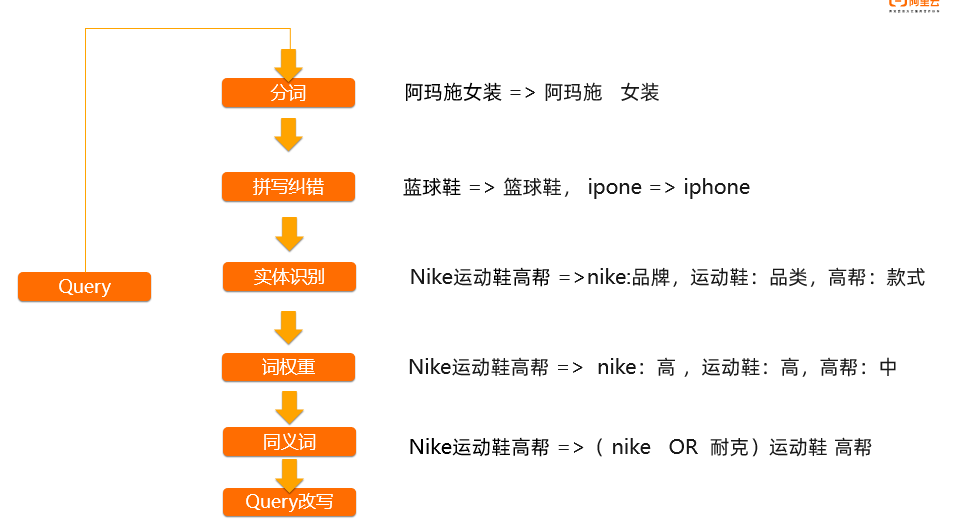 阿里云
分词
阿玛施女装 => 阿玛施 女装
拼写纠错
蓝球鞋 => 篮球鞋， ipone => iphone
实体识别
Nike运动鞋高帮 =>nike:品牌，运动鞋：品类，高帮：款式
Query
词权重
Nike运动鞋高帮 => nike：高 ，运动鞋：高，高帮：中
同义词
Nike运动鞋高帮 =>（ nike OR 耐克）运动鞋 高帮
Query改写